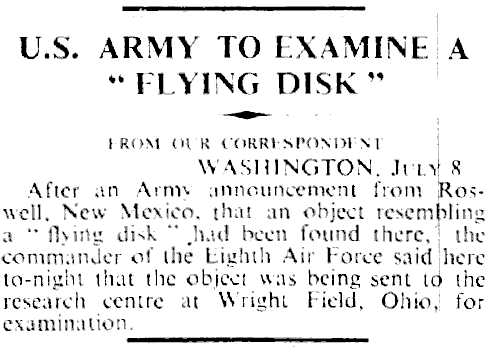 U.S. ARMY TO EXAMINE A
“ FLYING DISK ”
FROM OUR CORRESPONDENT
WASHINGTON, JULY 8
After an Army announcement from Ros-
well, New Mexico, that an object resembling
a “ flying disk ” had been found there, the
commander of the Eighth Air Force said here
to-night that the object was being sent to the
research centre at Wright Field, Ohio, for
examination.